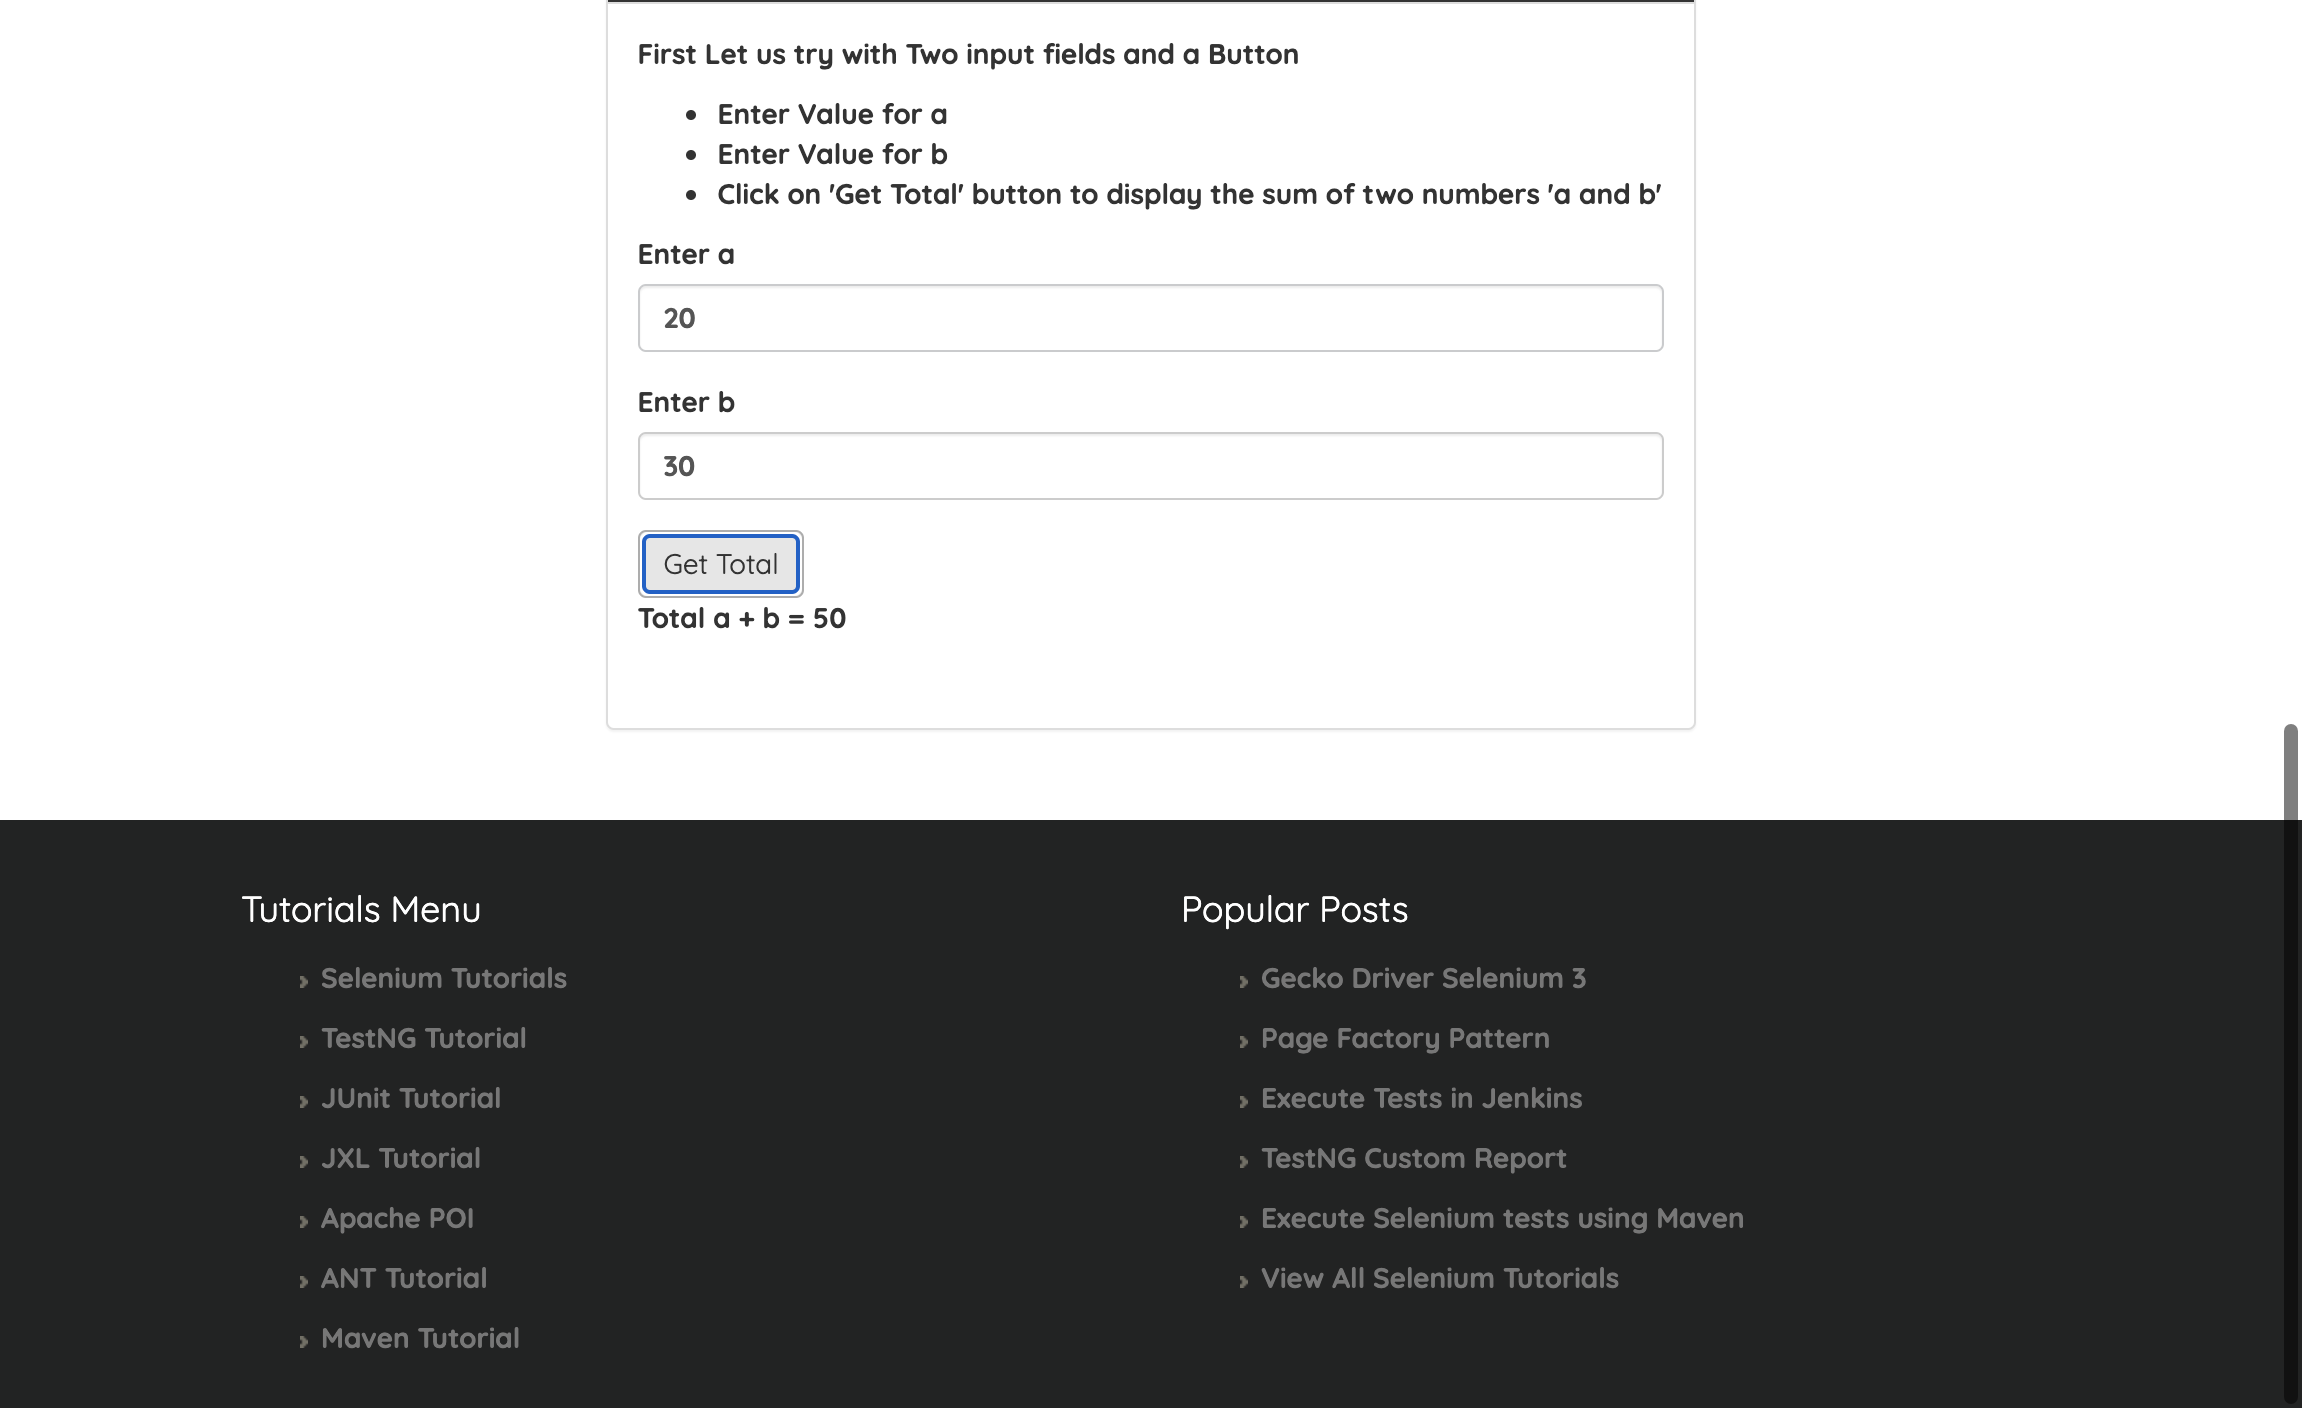 First Let us try with Two input fields and a Button
Enter Value for a
Enter Value for b
Click on 'Get Total' button to display the sum of two numbers 'a and b'
Enter a
20
Enter b
30
Get Total
Total a + b = 50
Tutorials Menu
Selenium Tutorials
TestNG Tutorial
JUnit Tutorial
JXL Tutorial
Apache POI
ANT Tutorial
Maven Tutorial
Popular Posts
Gecko Driver Selenium 3
Page Factory Pattern
Execute Tests in Jenkins
TestNG Custom Report
Execute Selenium tests using Maven
View All Selenium Tutorials